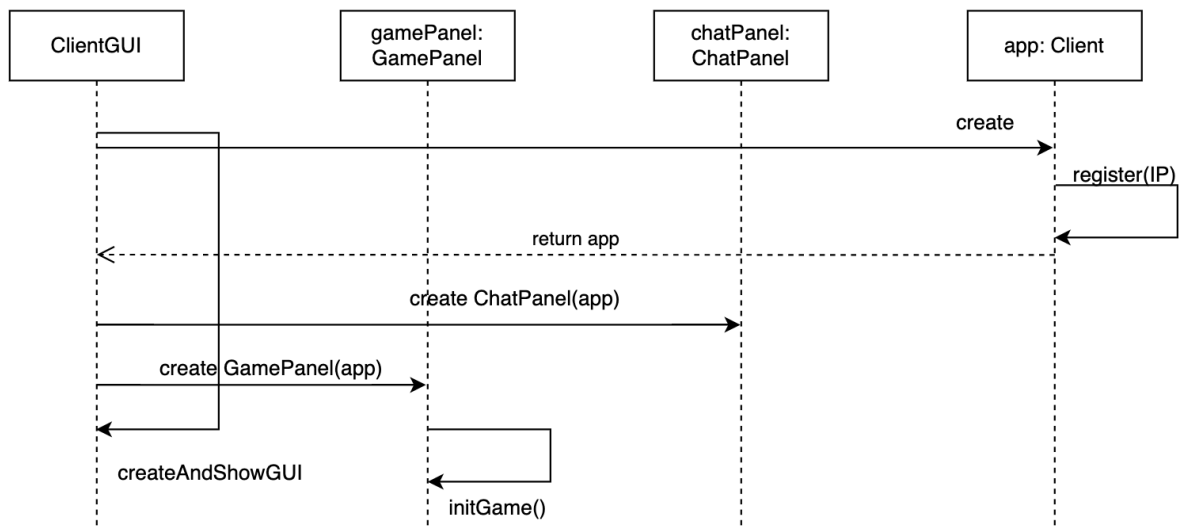 ClientGUI
gamePanel:
GamePanel
chatPanel:
ChatPanel
app: Client
create
register(IP)
return app
create ChatPanel(app)
create GamePanel(app)
createAndShowGUI
initGame()